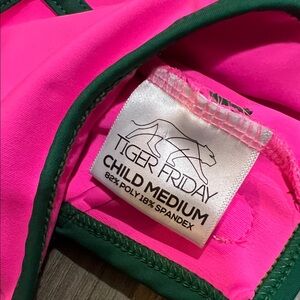 TIGER FRIDAY
CHILD MEDIUM
82% POLY 18% SPANDEX